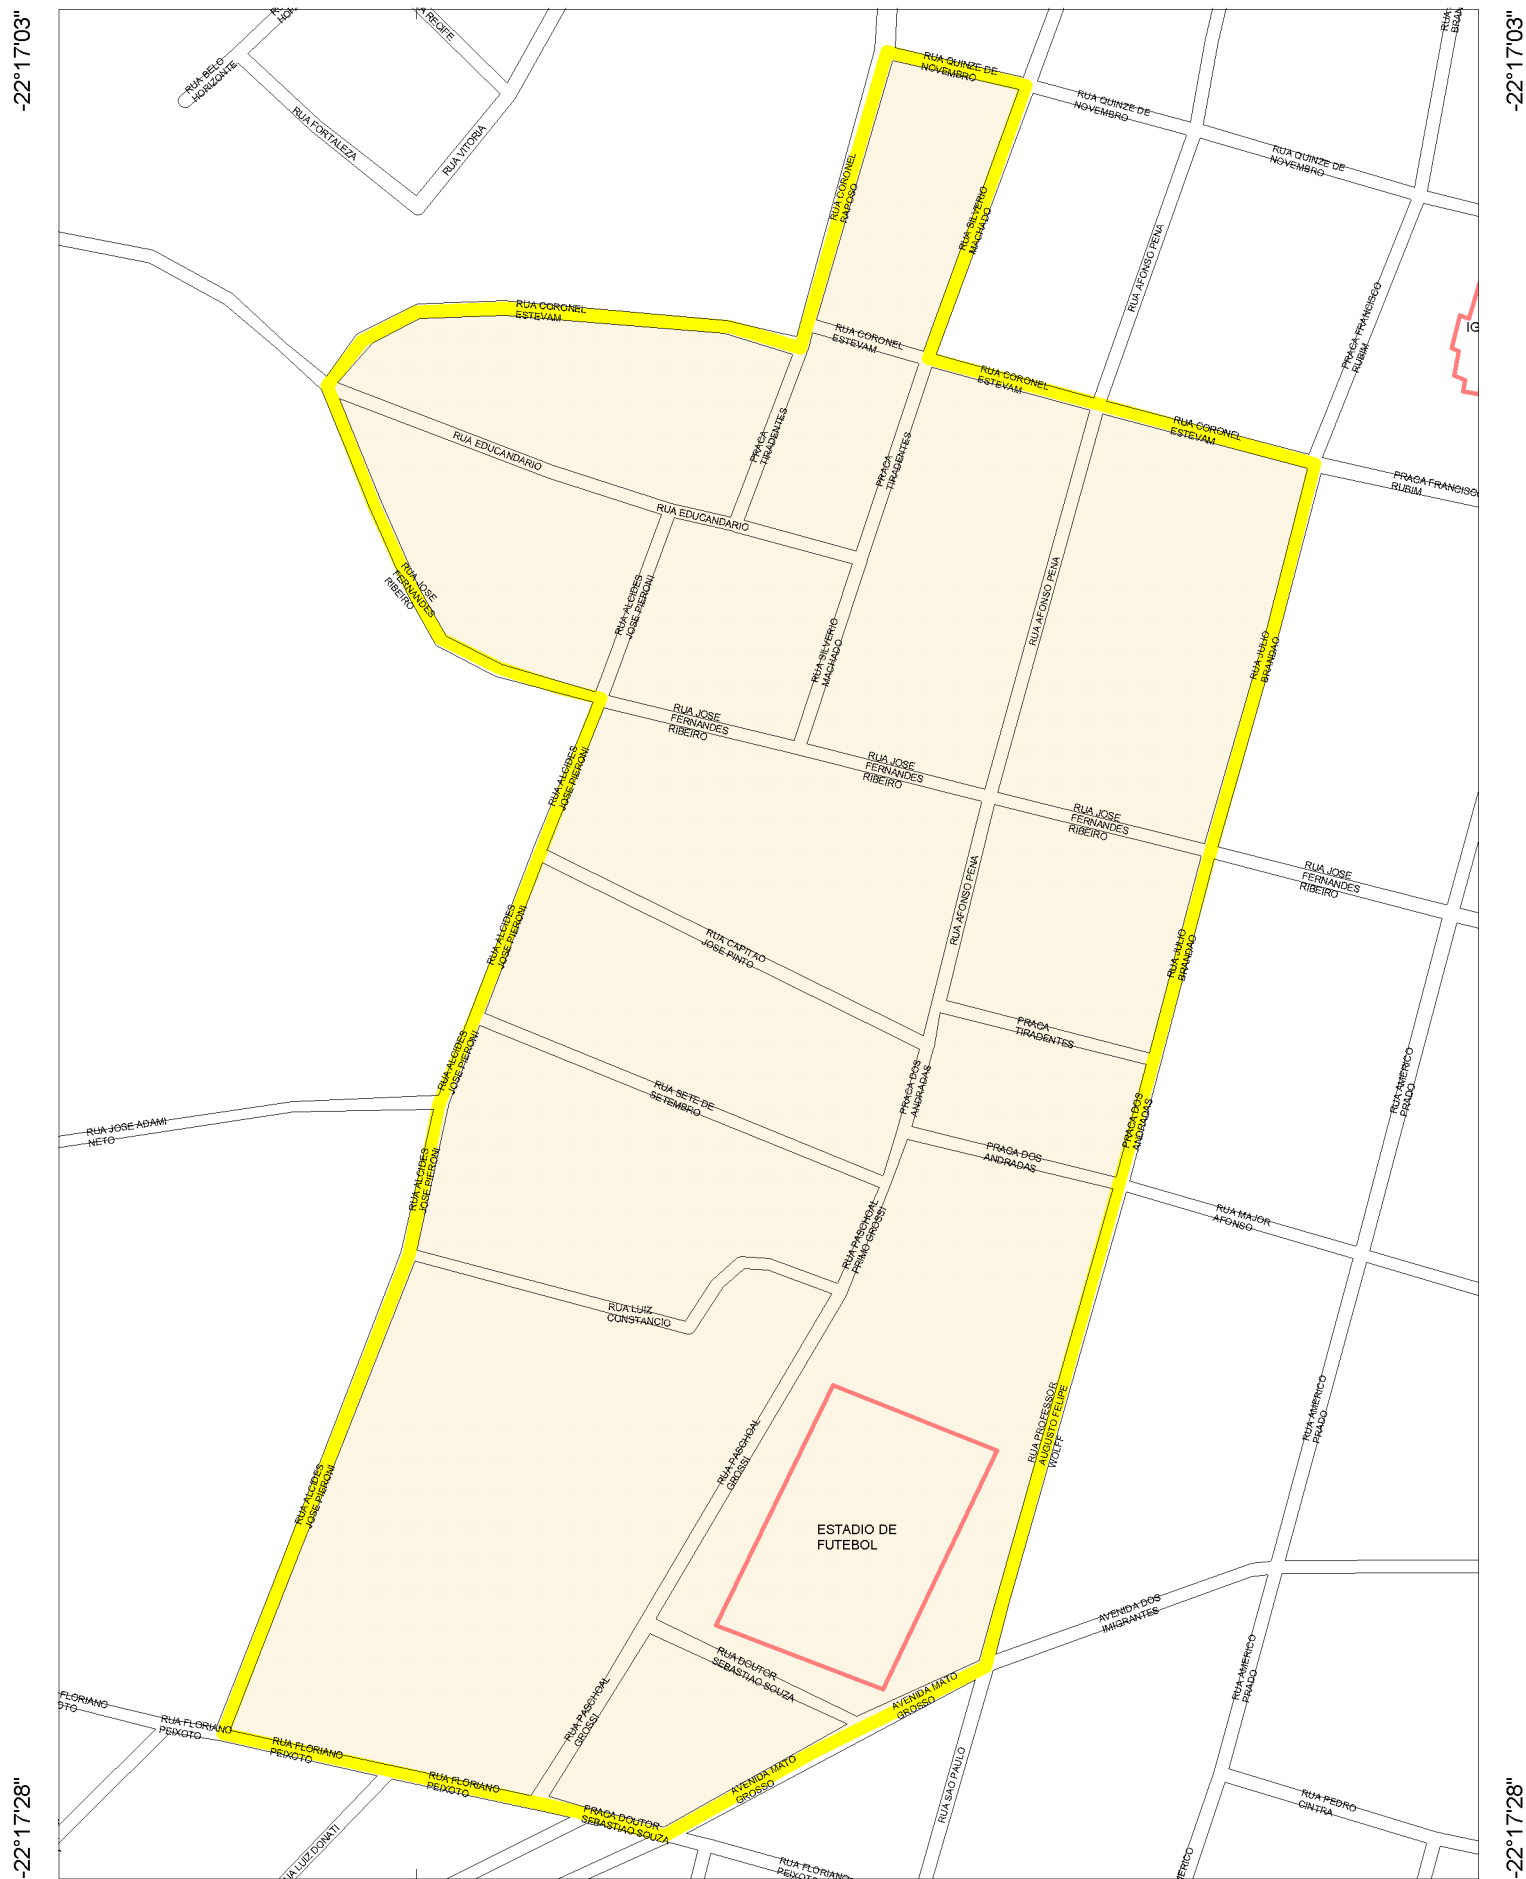 -22°17'03"
-22°17'03"
A RECIFE
RUA BELO
HORIZONTE
RUA FORTALEZA
RUA VITORIA
RUA QUINZE DE
NOVEMBRO
RUA QUINZE DE
NOVEMBRO
RUA QUINZE DE
NOVEMBRO
RUA CORONEL
RAPOSO
RUA SILVERIO
MACHADO
RUA AFONSO PENA
PRACA FRANCISCO
RUBIM
IG
RUA CORONEL
ESTEVAM
RUA CORONEL
ESTEVAM
RUA CORONEL
ESTEVAM
RUA CORONEL
ESTEVAM
PRACA
TIRADENTES
PRACA
TIRADENTES
RUA EDUCANDARIO
RUA EDUCANDARIO
PRACA FRANCISCO
RUBIM
RUA JOSE
FERNANDES
RIBEIRO
RUA ALCIDES
JOSE PIERONI
RUA SILVERIO
MACHADO
RUA AFONSO PENA
RUA JULIO
BRANDAO
RUA JOSE
FERNANDES
RIBEIRO
RUA JOSE
FERNANDES
RIBEIRO
RUA JOSE
FERNANDES
RIBEIRO
RUA JOSE
FERNANDES
RIBEIRO
RUA ALCIDES
JOSE PIERONI
RUA ALCIDES
JOSE PIERONI
RUA CAPITAO
JOSE PINTO
RUA AFONSO PENA
RUA JULIO
BRANDAO
PRACA
TIRADENTES
RUA ALCIDES
JOSE PIERONI
RUA SETE DE
SETEMBRO
PRACA DOS
ANDRADAS
PRACA DOS
ANDRADAS
PRACA DOS
ANDRADAS
RUA AMERICO
PRADO
RUA JOSE ADAMI
NETO
RUA ALCIDES
JOSE PIERONI
RUA PASCHOAL
PRIMO GROSSI
RUA MAJOR
AFONSO
RUA LUIZ
CONSTANCIO
RUA PROFESSOR
AUGUSTO FELIPE
WOLFF
RUA AMERICO
PRADO
RUA PASCHOAL
GROSSI
RUA ALCIDES
JOSE PIERONI
ESTADIO DE
FUTEBOL
AVENIDA DOS
IMIGRANTES
RUA DOUTOR
SEBASTIAO SOUZA
RUA AMERICO
PRADO
AVENIDA MATO
GROSSO
RUA PASCHOAL
GROSSI
FLORIANO
OTO
RUA FLORIANO
PEIXOTO
RUA FLORIANO
PEIXOTO
RUA FLORIANO
PEIXOTO
AVENIDA MATO
GROSSO
RUA SAO PAULO
PRACA DOUTOR
SEBASTIAO SOUZA
RUA PEDRO
CINTRA
UA LUIZ DONATI
RUA FLORIANO
PEIXOTO
MERICO
-22°17'28"
-22°17'28"